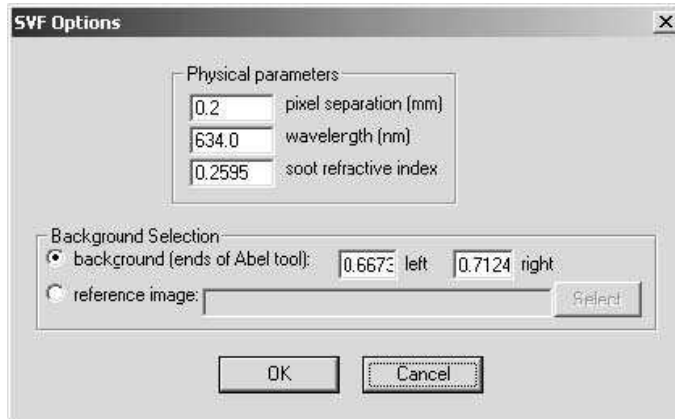 SVF Options
Physical parameters
0.2 pixel separation (mm)
634.0 wavelength (nm)
0.2595 soot refractive index
Background Selection
background (ends of Abel tool): 0.6673 left 0.7124 right
reference image: Select
OK Cancel